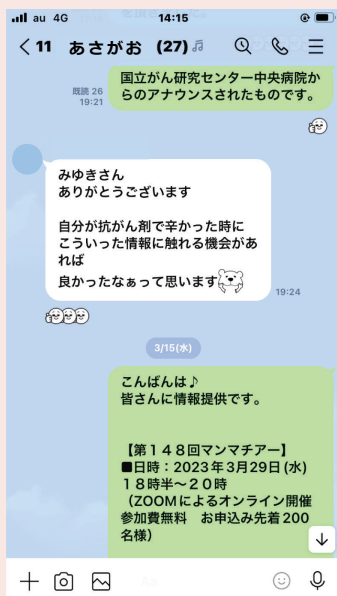 au 4G
14:15
11 あさがお (27)
国立がん研究センター中央病院か
らのアナウンスされたものです。
既読 26
19:21
みゆきさん
ありがとうございます
自分が抗がん剤で辛かった時に
こういった情報に触れる機会があ
れば
良かったなぁって思います
19:24
3/15(水)
こんばんは♪
皆さんに情報提供です。
【第148回マンマチアー】
■日時：2023年3月29日(水)
18時半〜20時
（ZOOMによるオンライン開催
参加費無料　お申込み先着200
名様）
Aa